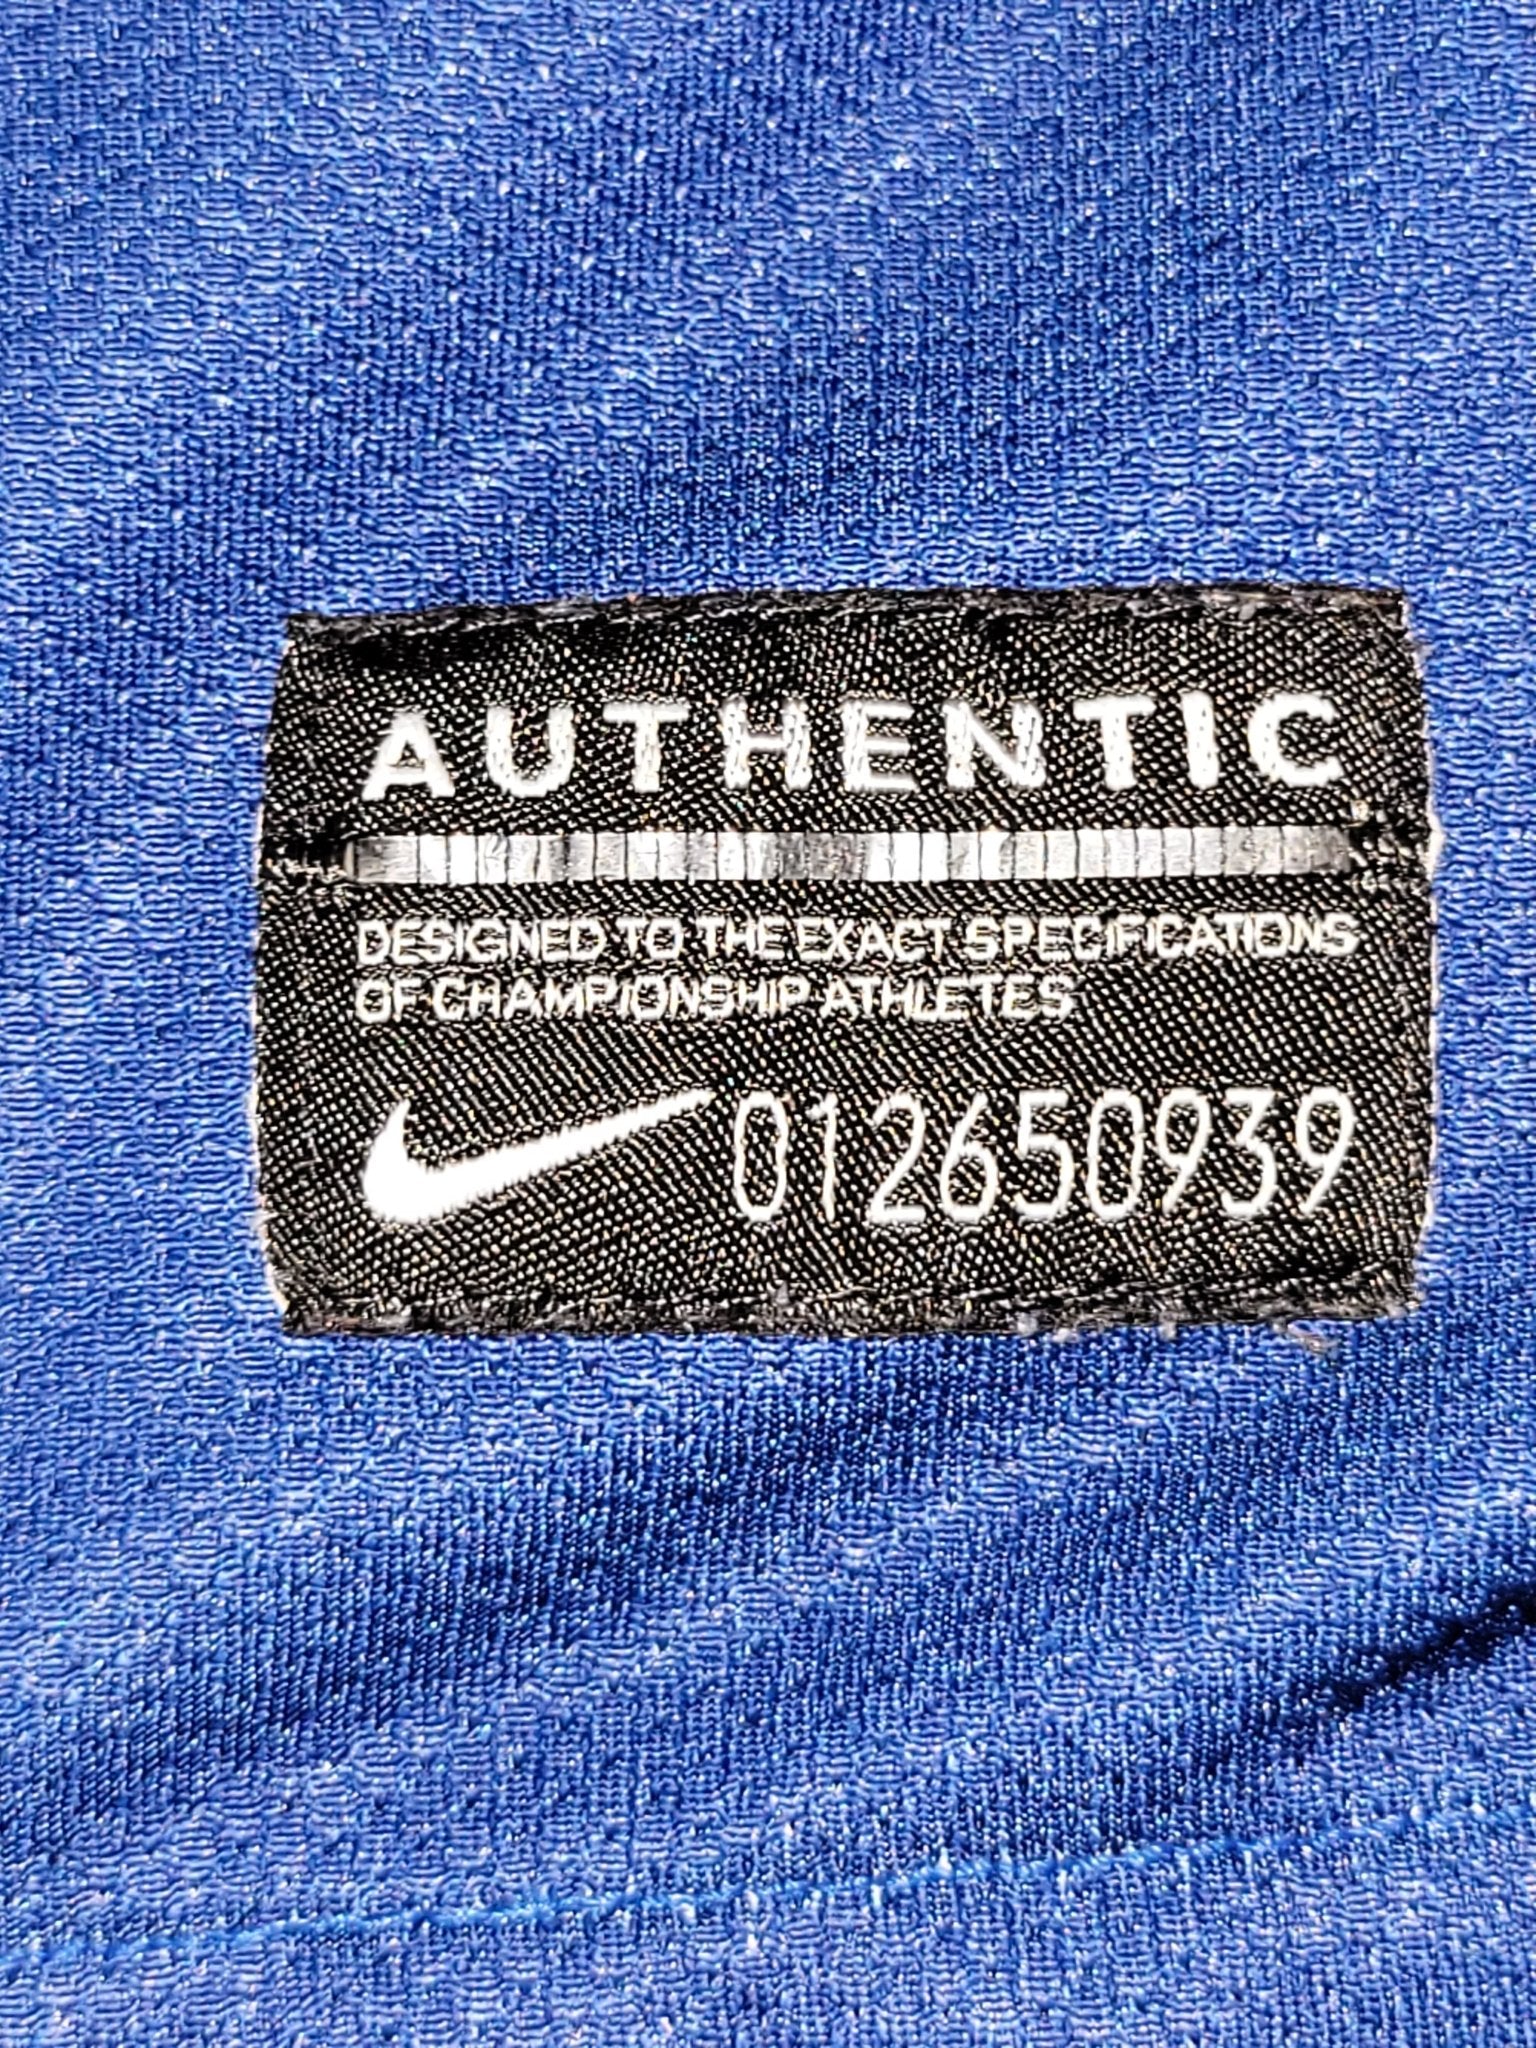 AUTHENTIC
DESIGNED TO THE EXACT SPECIFICATIONS
OF CHAMPIONSHIP ATHLETES
012650939